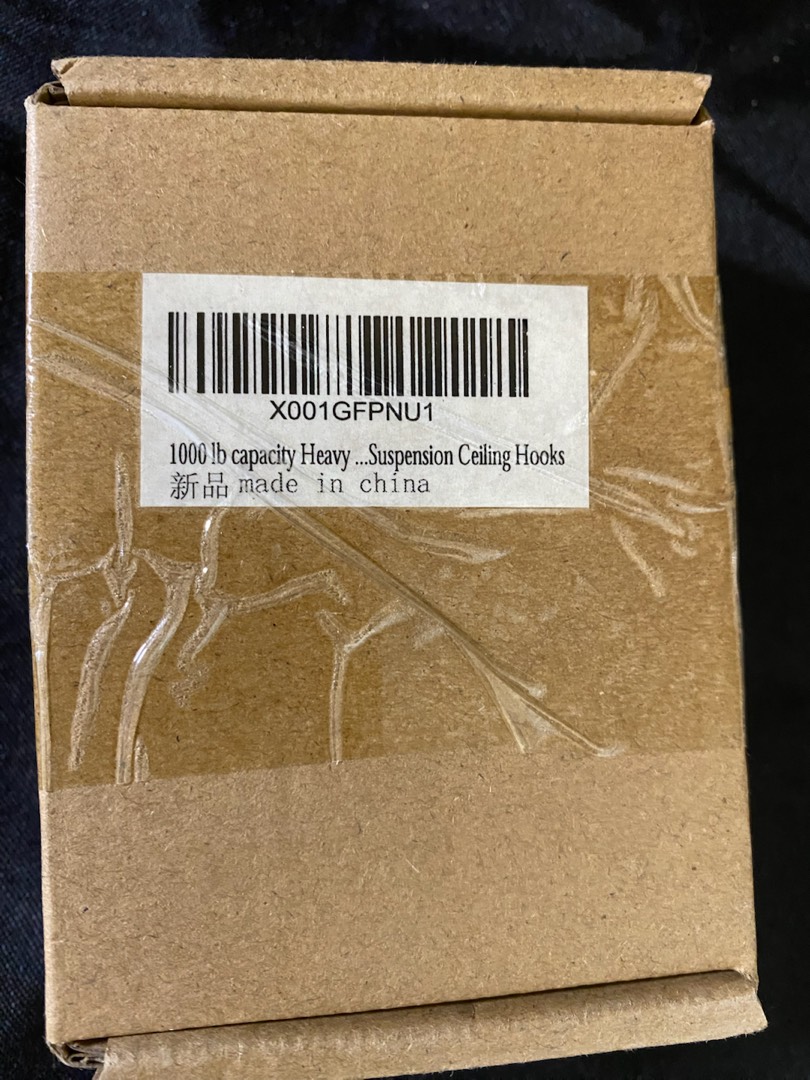 X001GFPNU1
1000 lb capacity Heavy ...Suspension Ceiling Hooks
新品 made in china